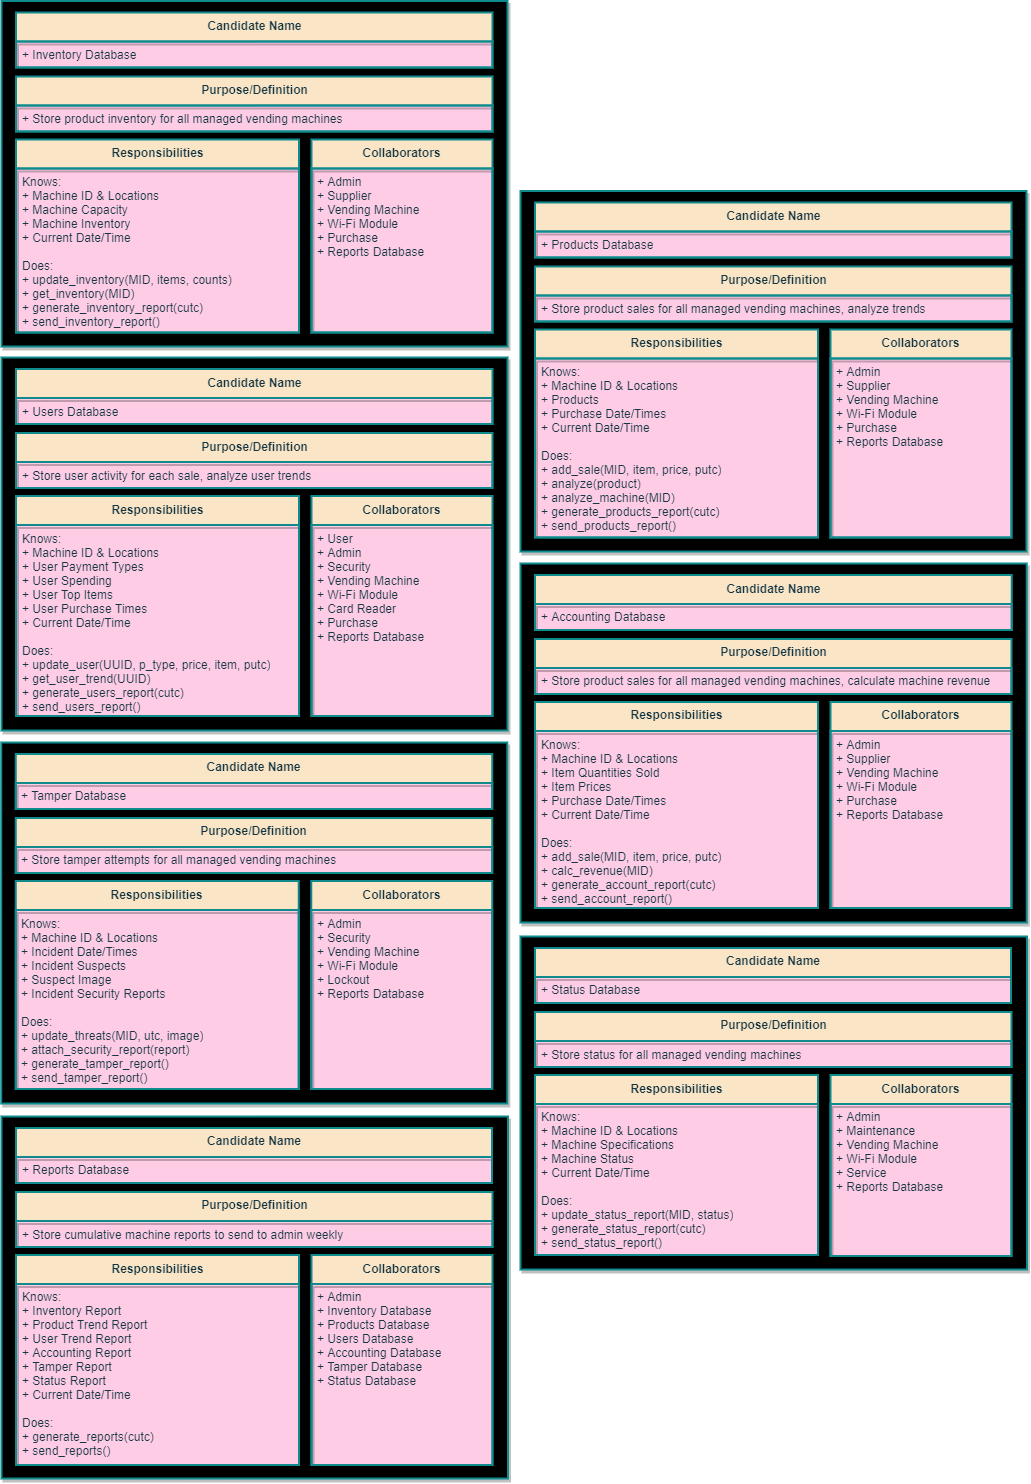 Candidate Name
+ Inventory Database
Purpose/Definition
+ Store product inventory for all managed vending machines
Responsibilities
Knows:
+ Machine ID & Locations
+ Machine Capacity
+ Machine Inventory
+ Current Date/Time
Does:
+ update_inventory(MID, items, counts)
+ get_inventory(MID)
+ generate_inventory_report(cutc)
+ send_inventory_report()
Collaborators
+ Admin
+ Supplier
+ Vending Machine
+ Wi-Fi Module
+ Purchase
+ Reports Database
Candidate Name
+ Users Database
Purpose/Definition
+ Store user activity for each sale, analyze user trends
Responsibilities
Knows:
+ Machine ID & Locations
+ User Payment Types
+ User Spending
+ User Top Items
+ User Purchase Times
+ Current Date/Time
Does:
+ update_user(UUID, p_type, price, item, putc)
+ get_user_trend(UUID)
+ generate_users_report(cutc)
+ send_users_report()
Collaborators
+ User
+ Admin
+ Security
+ Vending Machine
+ Wi-Fi Module
+ Card Reader
+ Purchase
+ Reports Database
Candidate Name
+ Tamper Database
Purpose/Definition
+ Store tamper attempts for all managed vending machines
Responsibilities
Knows:
+ Machine ID & Locations
+ Incident Date/Times
+ Incident Suspects
+ Suspect Image
+ Incident Security Reports
Does:
+ update_threats(MID, utc, image)
+ attach_security_report(report)
+ generate_tamper_report()
+ send_tamper_report()
Collaborators
+ Admin
+ Security
+ Vending Machine
+ Wi-Fi Module
+ Lockout
+ Reports Database
Candidate Name
+ Reports Database
Purpose/Definition
+ Store cumulative machine reports to send to admin weekly
Responsibilities
Knows:
+ Inventory Report
+ Product Trend Report
+ User Trend Report
+ Accounting Report
+ Tamper Report
+ Status Report
+ Current Date/Time
Does:
+ generate_reports(cutc)
+ send_reports()
Collaborators
+ Admin
+ Inventory Database
+ Products Database
+ Users Database
+ Accounting Database
+ Tamper Database
+ Status Database
Candidate Name
+ Products Database
Purpose/Definition
+ Store product sales for all managed vending machines, analyze trends
Responsibilities
Knows:
+ Machine ID & Locations
+ Products
+ Purchase Date/Times
+ Current Date/Time
Does:
+ add_sale(MID, item, price, putc)
+ analyze(product)
+ analyze_machine(MID)
+ generate_products_report(cutc)
+ send_products_report()
Collaborators
+ Admin
+ Supplier
+ Vending Machine
+ Wi-Fi Module
+ Purchase
+ Reports Database
Candidate Name
+ Accounting Database
Purpose/Definition
+ Store product sales for all managed vending machines, calculate machine revenue
Responsibilities
Knows:
+ Machine ID & Locations
+ Item Quantities Sold
+ Item Prices
+ Purchase Date/Times
+ Current Date/Time
Does:
+ add_sale(MID, item, price, putc)
+ calc_revenue(MID)
+ generate_account_report(cutc)
+ send_account_report()
Collaborators
+ Admin
+ Supplier
+ Vending Machine
+ Wi-Fi Module
+ Purchase
+ Reports Database
Candidate Name
+ Status Database
Purpose/Definition
+ Store status for all managed vending machines
Responsibilities
Knows:
+ Machine ID & Locations
+ Machine Specifications
+ Machine Status
+ Current Date/Time
Does:
+ update_status_report(MID, status)
+ generate_status_report(cutc)
+ send_status_report()
Collaborators
+ Admin
+ Maintenance
+ Vending Machine
+ Wi-Fi Module
+ Service
+ Reports Database